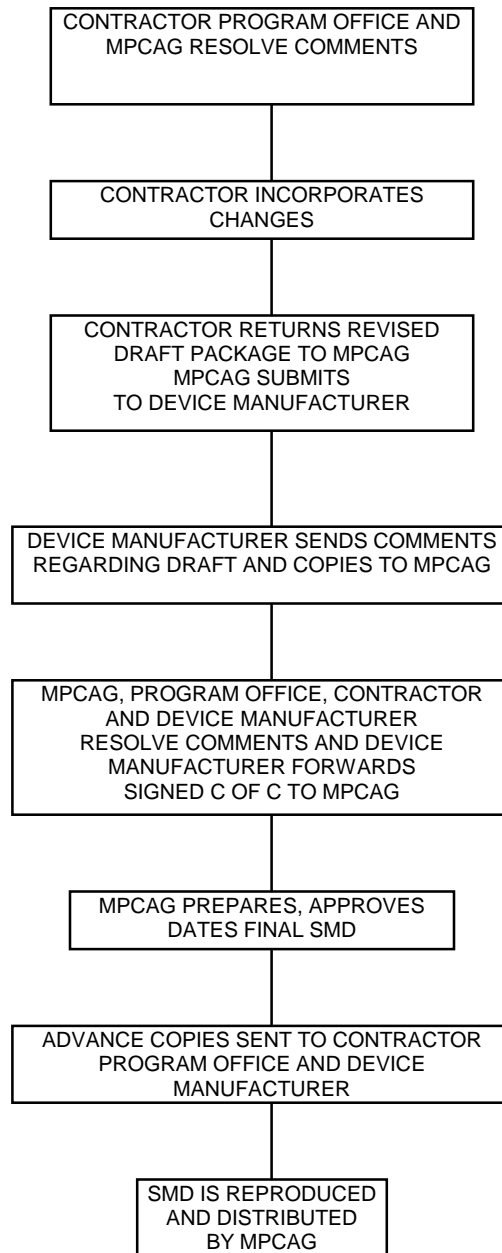 CONTRACTOR PROGRAM OFFICE AND
MPCAG RESOLVE COMMENTS
CONTRACTOR INCORPORATES
CHANGES
CONTRACTOR RETURNS REVISED
DRAFT PACKAGE TO MPCAG
MPCAG SUBMITS
TO DEVICE MANUFACTURER
DEVICE MANUFACTURER SENDS COMMENTS
REGARDING DRAFT AND COPIES TO MPCAG
MPCAG, PROGRAM OFFICE, CONTRACTOR
AND DEVICE MANUFACTURER
RESOLVE COMMENTS AND DEVICE
MANUFACTURER FORWARDS
SIGNED C OF C TO MPCAG
MPCAG PREPARES, APPROVES
DATES FINAL SMD
ADVANCE COPIES SENT TO CONTRACTOR
PROGRAM OFFICE AND DEVICE
MANUFACTURER
SMD IS REPRODUCED
AND DISTRIBUTED
BY MPCAG